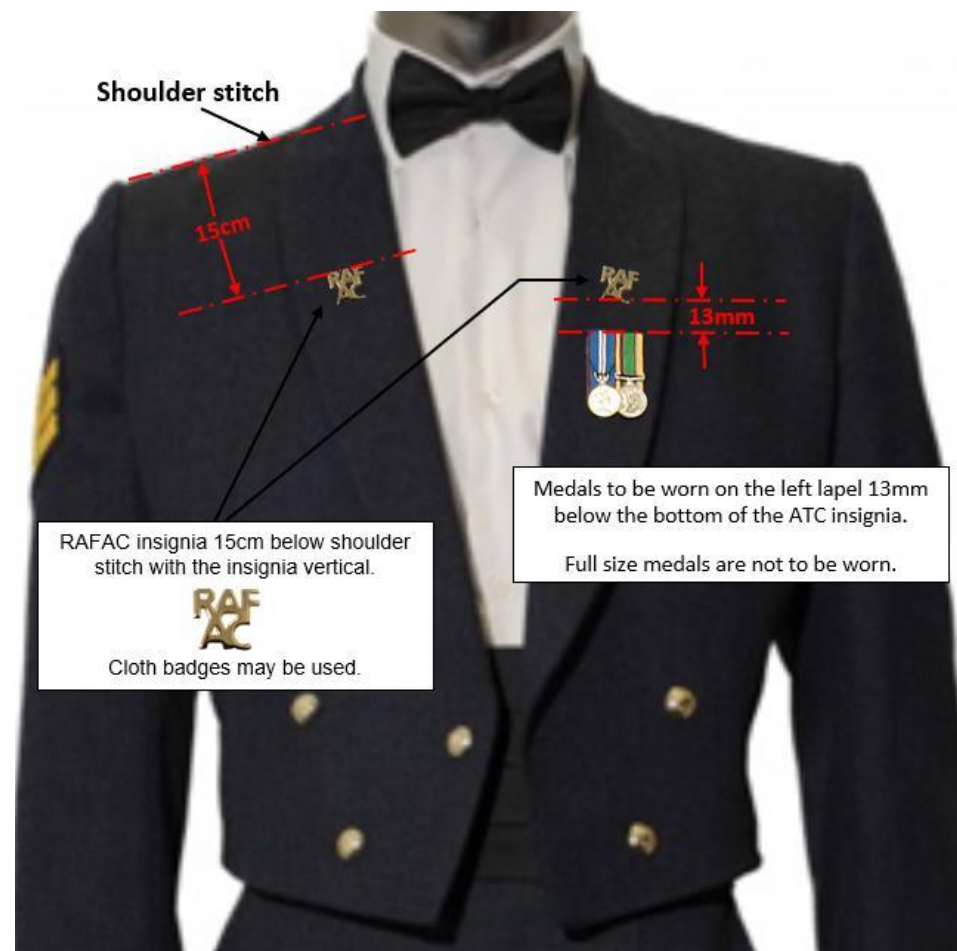 Shoulder stitch
15cm
RAF
AC
RAF
AC
13mm
Medals to be worn on the left lapel 13mm
below the bottom of the ATC insignia.
Full size medals are not to be worn.
RAFAC insignia 15cm below shoulder
stitch with the insignia vertical.
RAF
AC
Cloth badges may be used.